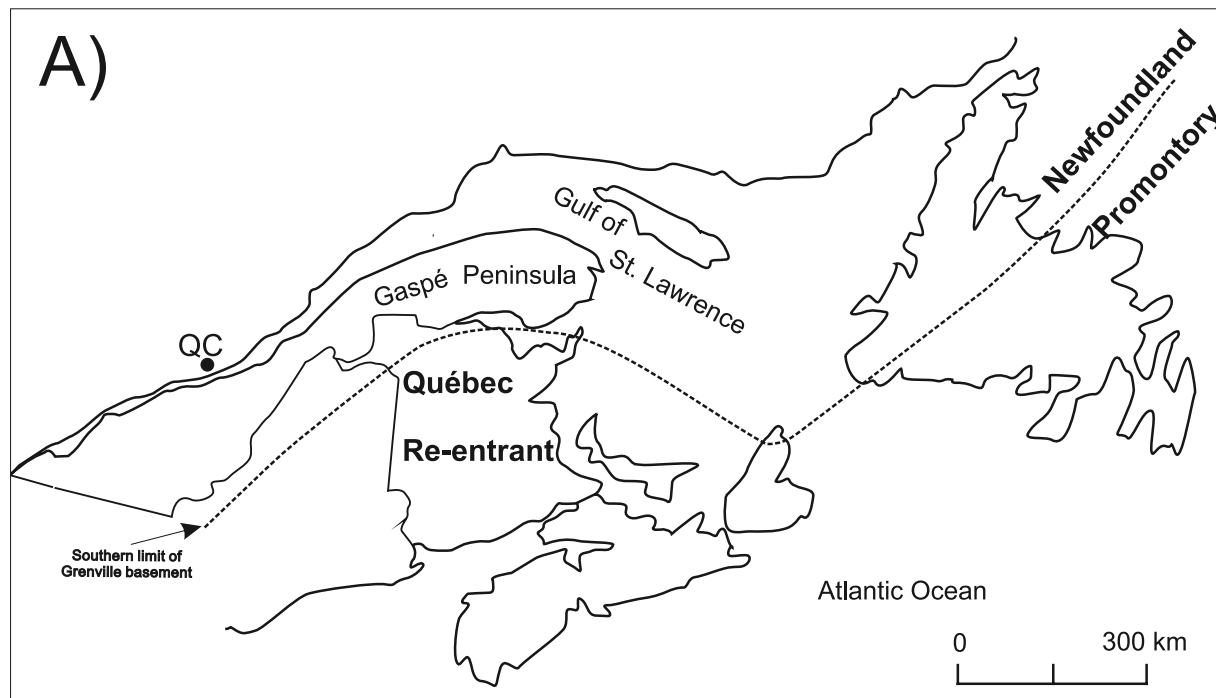 A)
Newfoundland
Promontory
Gulf of
St. Lawrence
Gaspé Peninsula
QC
Québec
Re-entrant
Southern limit of
Grenville basement
Atlantic Ocean
0 300 km